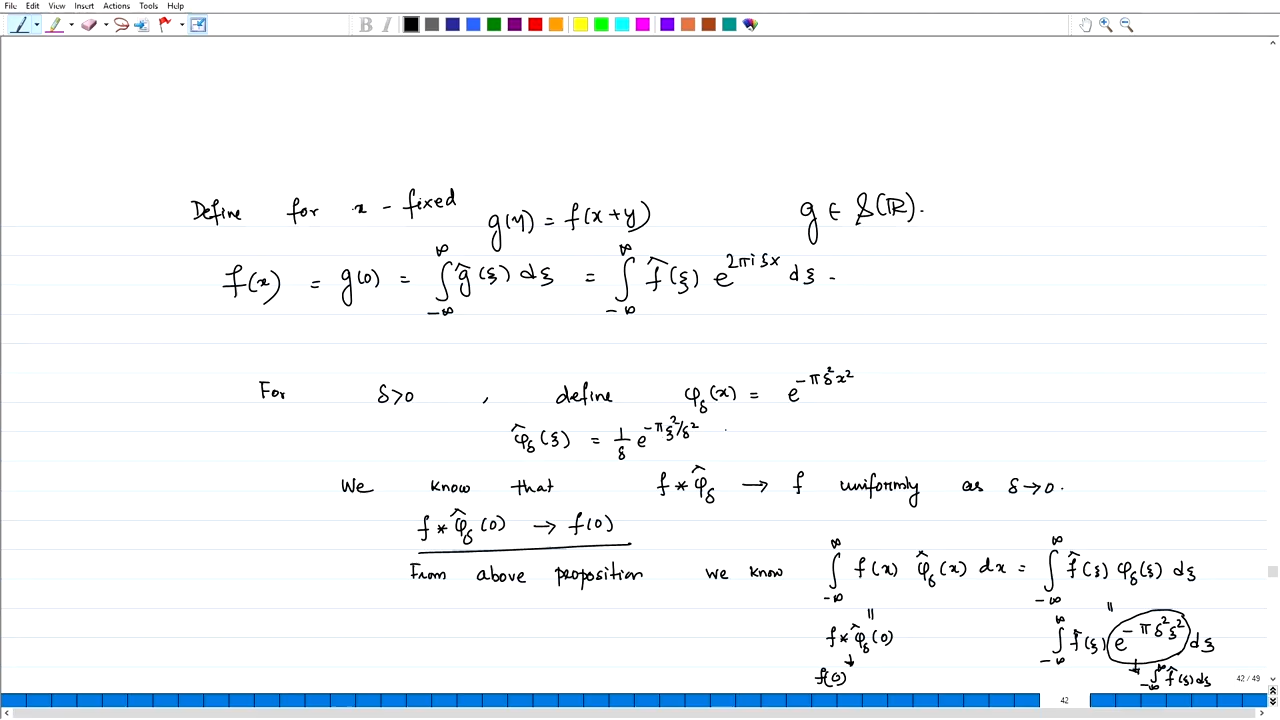 File Edit View Insert Actions Tools Help
B I
Define for x - fixed g(y) = f(x+y) g ∈ S(ℝ).
f(x) = g(0) = ∫_{-∞}^{∞} ĝ(ξ) dξ = ∫_{-∞}^{∞} f̂(ξ) e^{2πiξx} dξ .
For δ>0 , define φ_δ(x) = e^{-πδ²x²}
φ̂_δ(ξ) = 1/δ e^{-πξ²/δ²} .
We know that f * φ̂_δ → f uniformly as δ→0.
f * φ̂_δ(0) → f(0)
From above proposition we know ∫_{-∞}^{∞} f(x) φ̂_δ(x) dx = ∫_{-∞}^{∞} f̂(ξ) φ_δ(ξ) dξ
|| ||
f * φ̂_δ(0) ∫_{-∞}^{∞} f̂(ξ) e^{-πδ²ξ²} dξ
↓ ↓
f(0) ∫_{-∞}^{∞} f̂(ξ) dξ
42 / 49
42